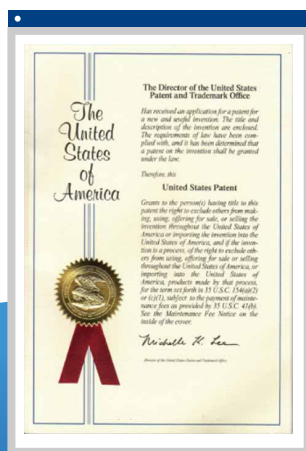 The
United
States
of
America
The Director of the United States
Patent and Trademark Office
Has received an application for a patent for
a new and useful invention. The title and
description of the invention are enclosed.
The requirements of law have been com-
plied with, and it has been determined that
a patent on the invention shall be granted
under the law.
Therefore, this
United States Patent
Grants to the person(s) having title to this
patent the right to exclude others from mak-
ing, using, offering for sale, or selling the
invention throughout the United States of
America or importing the invention into the
United States of America, and if the inven-
tion is a process, of the right to exclude oth-
ers from using, offering for sale or selling
throughout the United States of America, or
importing into the United States of
America, products made by that process,
for the term set forth in 35 U.S.C. 154(a)(2)
or (c)(1), subject to the payment of mainte-
nance fees as provided by 35 U.S.C. 41(b).
See the Maintenance Fee Notice on the
inside of the cover.
Michelle K. Lee
Director of the United States Patent and Trademark Office